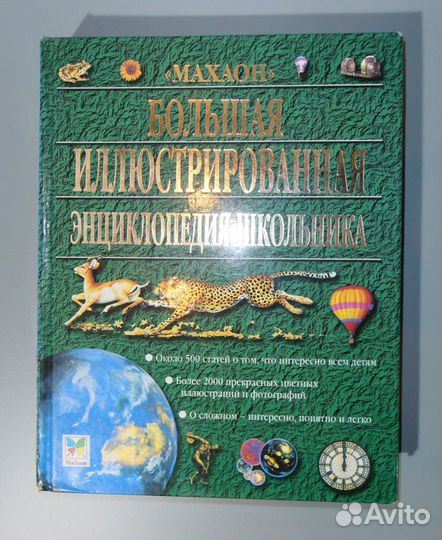 «МАХАОН»
БОЛЬШАЯ
ИЛЛЮСТРИРОВАННАЯ
ЭНЦИКЛОПЕДИЯ ШКОЛЬНИКА
● Около 500 статей о том, что интересно всем детям
● Более 2000 прекрасных цветных
иллюстраций и фотографий
● О сложном – интересно, понятно и легко
Machaon
Avito